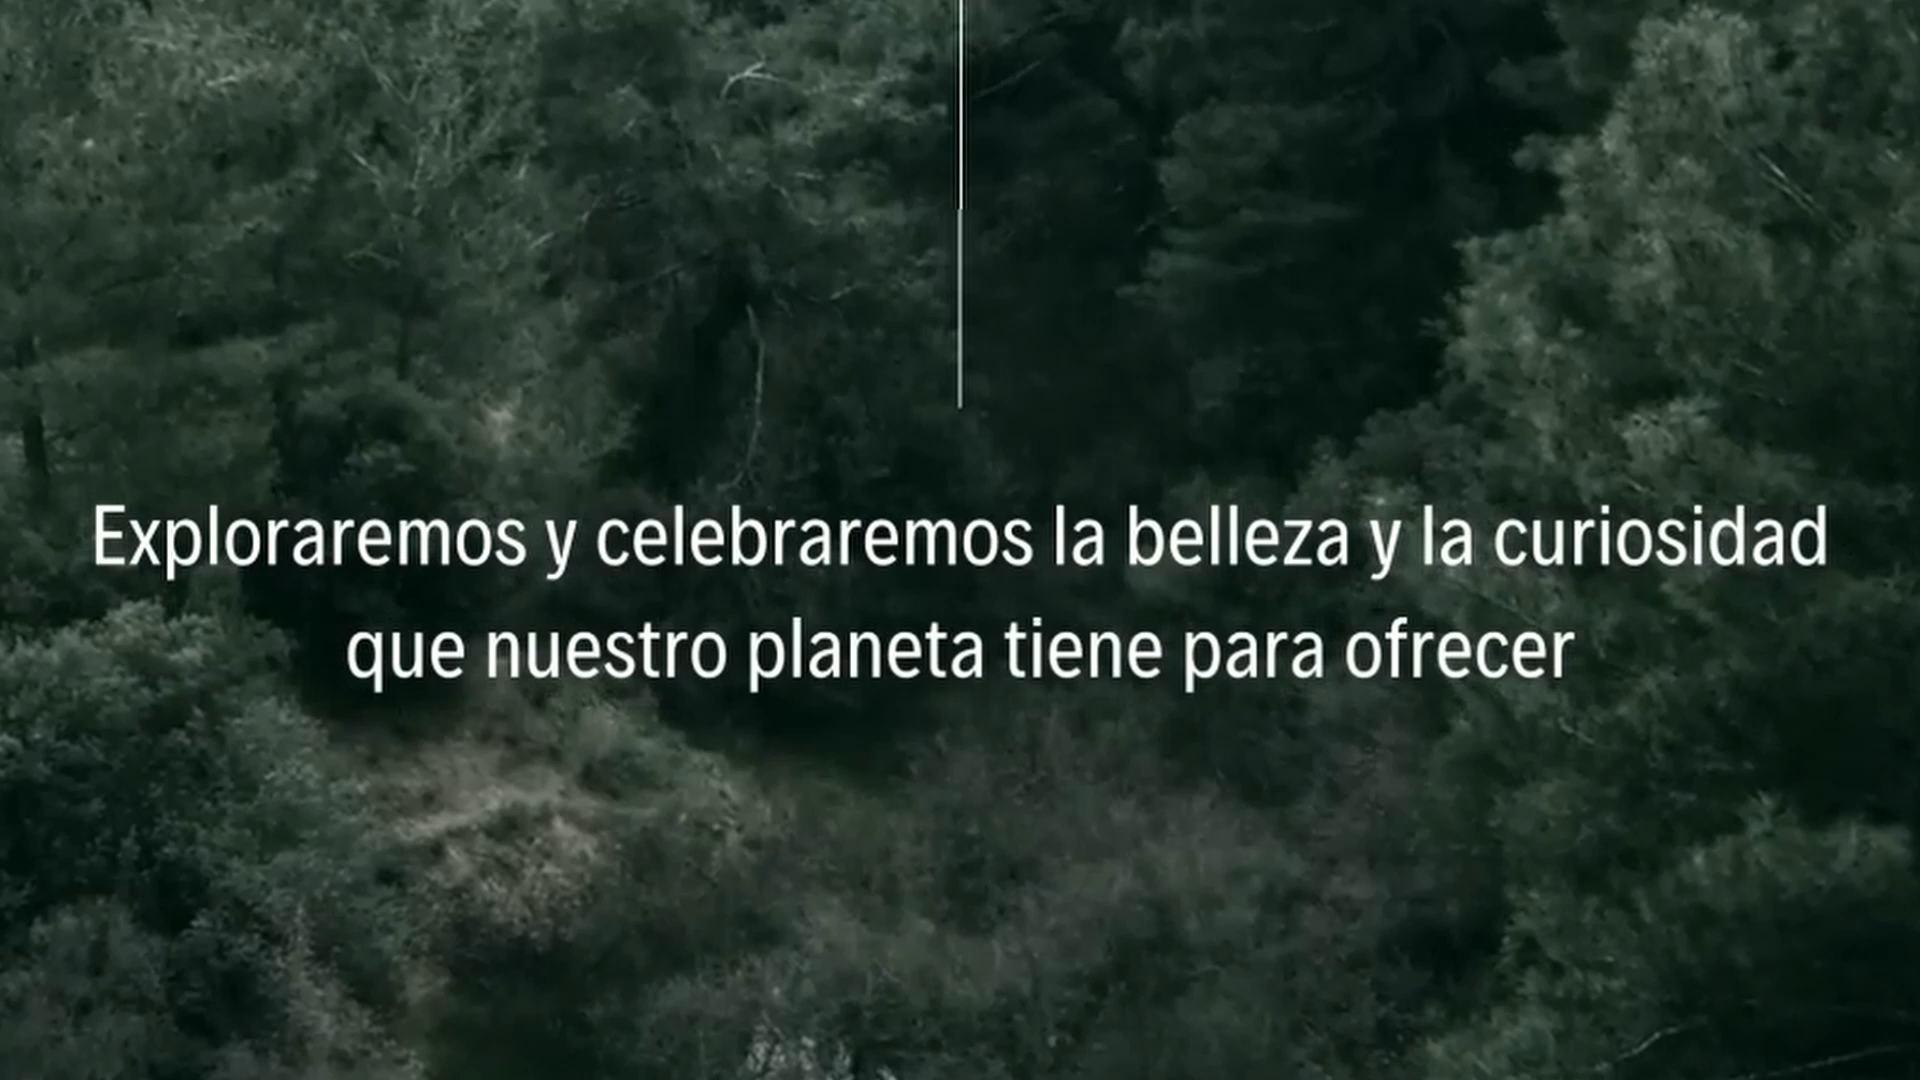 Exploraremos y celebraremos la belleza y la curiosidad
que nuestro planeta tiene para ofrecer